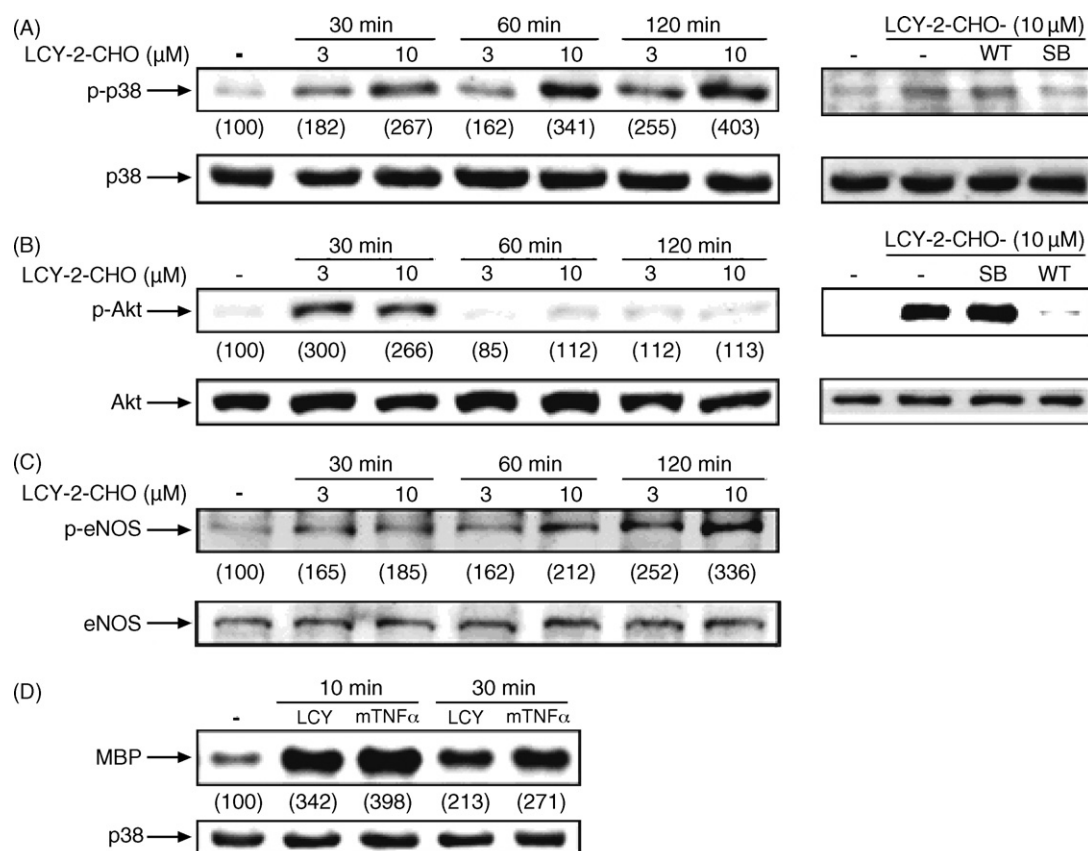 (A)
30 min 60 min 120 min
LCY-2-CHO (μM) - 3 10 3 10 3 10
p-p38
(100) (182) (267) (162) (341) (255) (403)
p38
LCY-2-CHO- (10 μM)
- - WT SB
(B)
30 min 60 min 120 min
LCY-2-CHO (μM) - 3 10 3 10 3 10
p-Akt
(100) (300) (266) (85) (112) (112) (113)
Akt
LCY-2-CHO- (10 μM)
- - SB WT
(C)
30 min 60 min 120 min
LCY-2-CHO (μM) - 3 10 3 10 3 10
p-eNOS
(100) (165) (185) (162) (212) (252) (336)
eNOS
(D)
10 min 30 min
- LCY mTNFα LCY mTNFα
MBP
(100) (342) (398) (213) (271)
p38